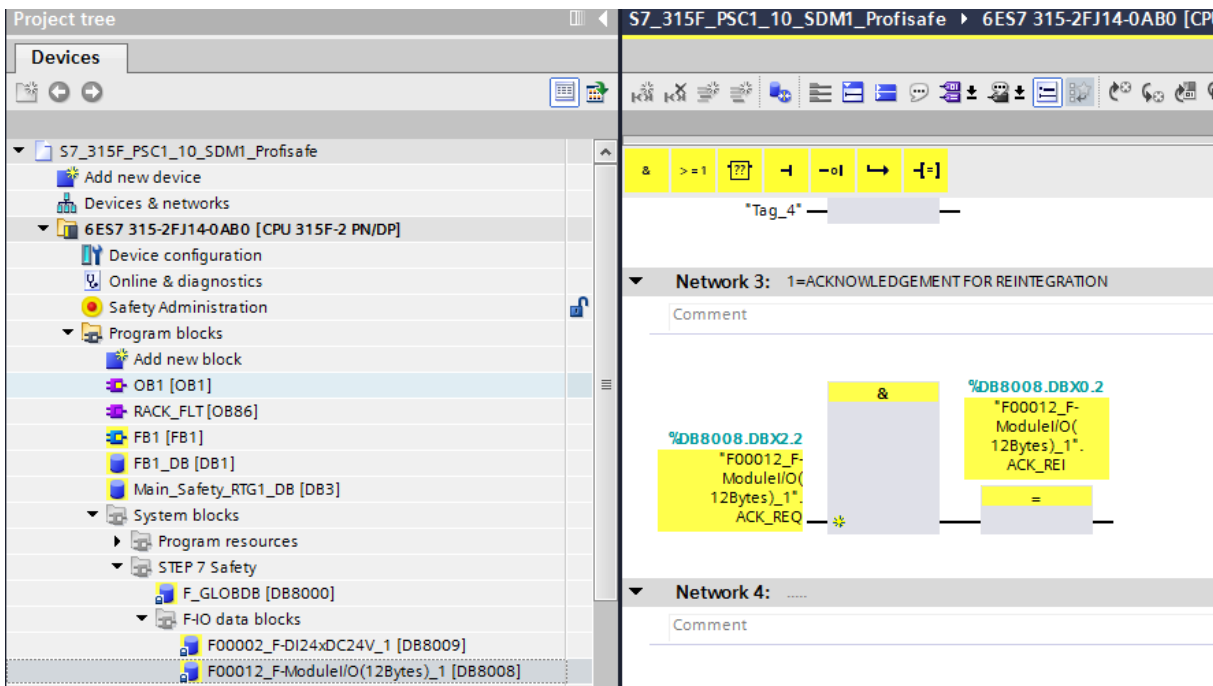 Project tree
S7_315F_PSC1_10_SDM1_Profisafe ▸ 6ES7 315-2FJ14-0AB0 [CP
Devices
S7_315F_PSC1_10_SDM1_Profisafe
Add new device
Devices & networks
6ES7 315-2FJ14-0AB0 [CPU 315F-2 PN/DP]
Device configuration
Online & diagnostics
Safety Administration
Program blocks
Add new block
OB1 [OB1]
RACK_FLT [OB86]
FB1 [FB1]
FB1_DB [DB1]
Main_Safety_RTG1_DB [DB3]
System blocks
Program resources
STEP 7 Safety
F_GLOBDB [DB8000]
F-IO data blocks
F00002_F-DI24xDC24V_1 [DB8009]
F00012_F-ModuleI/O(12Bytes)_1 [DB8008]
& >=1 ?? -[=]
"Tag_4"
Network 3: 1=ACKNOWLEDGEMENT FOR REINTEGRATION
Comment
&
%DB8008.DBX2.2
"F00012_F-
ModuleI/O(
12Bytes)_1".
ACK_REQ
%DB8008.DBX0.2
"F00012_F-
ModuleI/O(
12Bytes)_1".
ACK_REI
=
Network 4: .....
Comment